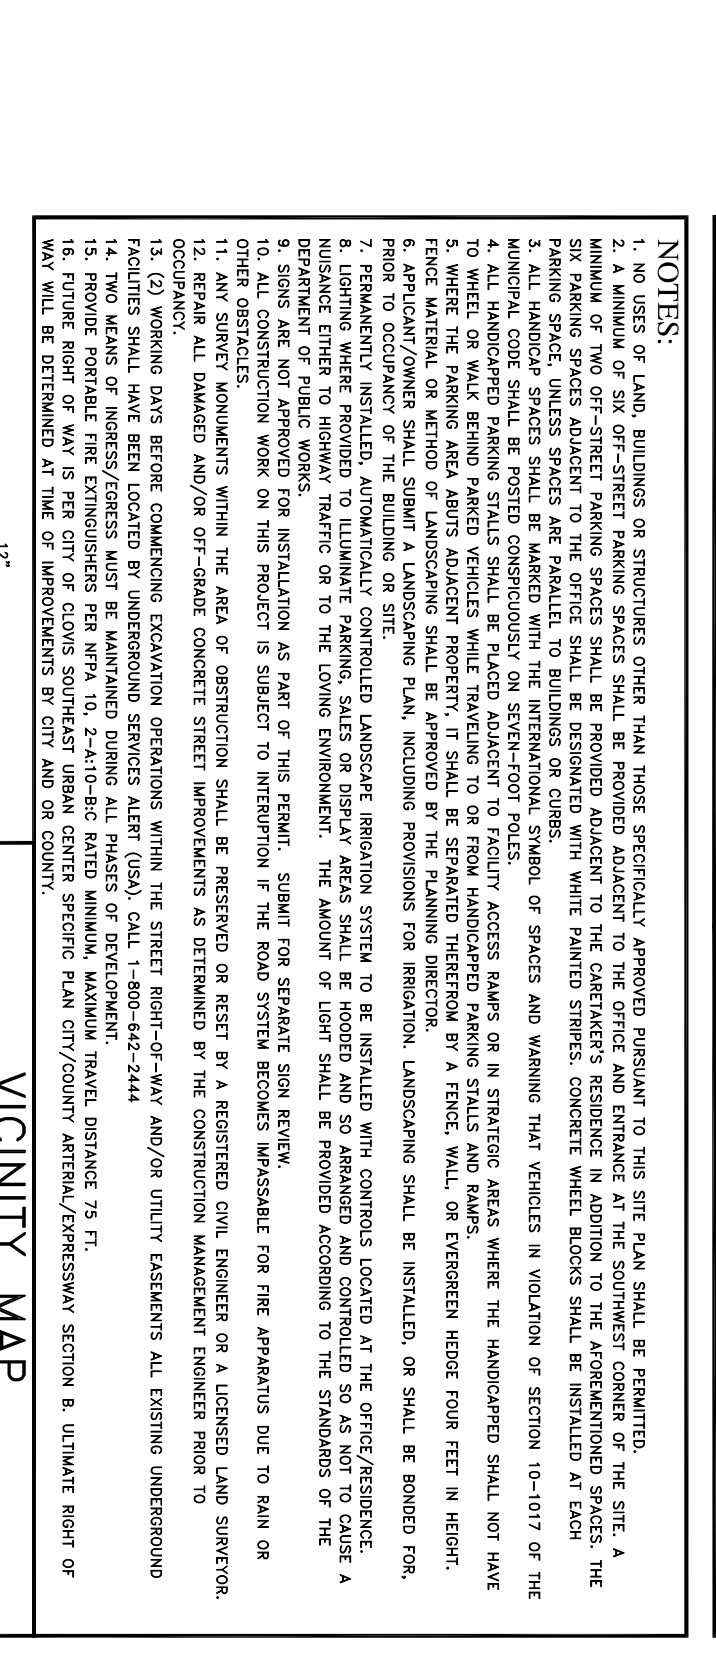 NOTES:
1. NO USES OF LAND, BUILDINGS OR STRUCTURES OTHER THAN THOSE SPECIFICALLY APPROVED PURSUANT TO THIS SITE PLAN SHALL BE PERMITTED.
2. A MINIMUM OF SIX OFF-STREET PARKING SPACES SHALL BE PROVIDED ADJACENT TO THE OFFICE AND ENTRANCE AT THE SOUTHWEST CORNER OF THE SITE. A
MINIMUM OF TWO OFF-STREET PARKING SPACES SHALL BE PROVIDED ADJACENT TO THE CARETAKER'S RESIDENCE IN ADDITION TO THE AFOREMENTIONED SPACES. THE
SIX PARKING SPACES ADJACENT TO THE OFFICE SHALL BE DESIGNATED WITH WHITE PAINTED STRIPES. CONCRETE WHEEL BLOCKS SHALL BE INSTALLED AT EACH
PARKING SPACE, UNLESS SPACES ARE PARALLEL TO BUILDINGS OR CURBS.
3. ALL HANDICAP SPACES SHALL BE MARKED WITH THE INTERNATIONAL SYMBOL OF SPACES AND WARNING THAT VEHICLES IN VIOLATION OF SECTION 10-1017 OF THE
MUNICIPAL CODE SHALL BE POSTED CONSPICUOUSLY ON SEVEN-FOOT POLES.
4. ALL HANDICAPPED PARKING STALLS SHALL BE PLACED ADJACENT TO FACILITY ACCESS RAMPS OR IN STRATEGIC AREAS WHERE THE HANDICAPPED SHALL NOT HAVE
TO WHEEL OR WALK BEHIND PARKED VEHICLES WHILE TRAVELING TO OR FROM HANDICAPPED PARKING STALLS AND RAMPS.
5. WHERE THE PARKING AREA ABUTS ADJACENT PROPERTY, IT SHALL BE SEPARATED THEREFROM BY A FENCE, WALL, OR EVERGREEN HEDGE FOUR FEET IN HEIGHT.
FENCE MATERIAL OR METHOD OF LANDSCAPING SHALL BE APPROVED BY THE PLANNING DIRECTOR.
6. APPLICANT/OWNER SHALL SUBMIT A LANDSCAPING PLAN, INCLUDING PROVISIONS FOR IRRIGATION. LANDSCAPING SHALL BE INSTALLED, OR SHALL BE BONDED FOR,
PRIOR TO OCCUPANCY OF THE BUILDING OR SITE.
7. PERMANENTLY INSTALLED, AUTOMATICALLY CONTROLLED LANDSCAPE IRRIGATION SYSTEM TO BE INSTALLED WITH CONTROLS LOCATED AT THE OFFICE/RESIDENCE.
8. LIGHTING WHERE PROVIDED TO ILLUMINATE PARKING, SALES OR DISPLAY AREAS SHALL BE HOODED AND SO ARRANGED AND CONTROLLED SO AS NOT TO CAUSE A
NUISANCE EITHER TO HIGHWAY TRAFFIC OR TO THE LOVING ENVIRONMENT. THE AMOUNT OF LIGHT SHALL BE PROVIDED ACCORDING TO THE STANDARDS OF THE
DEPARTMENT OF PUBLIC WORKS.
9. SIGNS ARE NOT APPROVED FOR INSTALLATION AS PART OF THIS PERMIT. SUBMIT FOR SEPARATE SIGN REVIEW.
10. ALL CONSTRUCTION WORK ON THIS PROJECT IS SUBJECT TO INTERUPTION IF THE ROAD SYSTEM BECOMES IMPASSABLE FOR FIRE APPARATUS DUE TO RAIN OR
OTHER OBSTACLES.
11. ANY SURVEY MONUMENTS WITHIN THE AREA OF OBSTRUCTION SHALL BE PRESERVED OR RESET BY A REGISTERED CIVIL ENGINEER OR A LICENSED LAND SURVEYOR.
12. REPAIR ALL DAMAGED AND/OR OFF-GRADE CONCRETE STREET IMPROVEMENTS AS DETERMINED BY THE CONSTRUCTION MANAGEMENT ENGINEER PRIOR TO
OCCUPANCY.
13. (2) WORKING DAYS BEFORE COMMENCING EXCAVATION OPERATIONS WITHIN THE STREET RIGHT-OF-WAY AND/OR UTILITY EASEMENTS ALL EXISTING UNDERGROUND
FACILITIES SHALL HAVE BEEN LOCATED BY UNDERGROUND SERVICES ALERT (USA). CALL 1-800-642-2444
14. TWO MEANS OF INGRESS/EGRESS MUST BE MAINTAINED DURING ALL PHASES OF DEVELOPMENT.
15. PROVIDE PORTABLE FIRE EXTINGUISHERS PER NFPA 10, 2-A:10-B:C RATED MINIMUM, MAXIMUM TRAVEL DISTANCE 75 FT.
16. FUTURE RIGHT OF WAY IS PER CITY OF CLOVIS SOUTHEAST URBAN CENTER SPECIFIC PLAN CITY/COUNTY ARTERIAL/EXPRESSWAY SECTION B. ULTIMATE RIGHT OF
WAY WILL BE DETERMINED AT TIME OF IMPROVEMENTS BY CITY AND OR COUNTY.
12"
VICINITY MAP